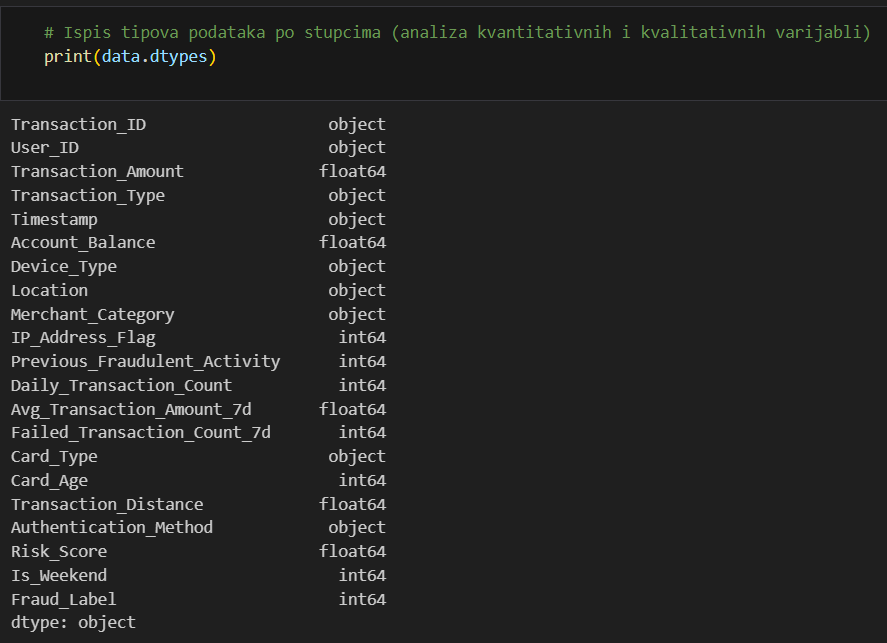 # Ispis tipova podataka po stupcima (analiza kvantitativnih i kvalitativnih varijabli)
print(data.dtypes)
Transaction_ID object
User_ID object
Transaction_Amount float64
Transaction_Type object
Timestamp object
Account_Balance float64
Device_Type object
Location object
Merchant_Category object
IP_Address_Flag int64
Previous_Fraudulent_Activity int64
Daily_Transaction_Count int64
Avg_Transaction_Amount_7d float64
Failed_Transaction_Count_7d int64
Card_Type object
Card_Age int64
Transaction_Distance float64
Authentication_Method object
Risk_Score float64
Is_Weekend int64
Fraud_Label int64
dtype: object